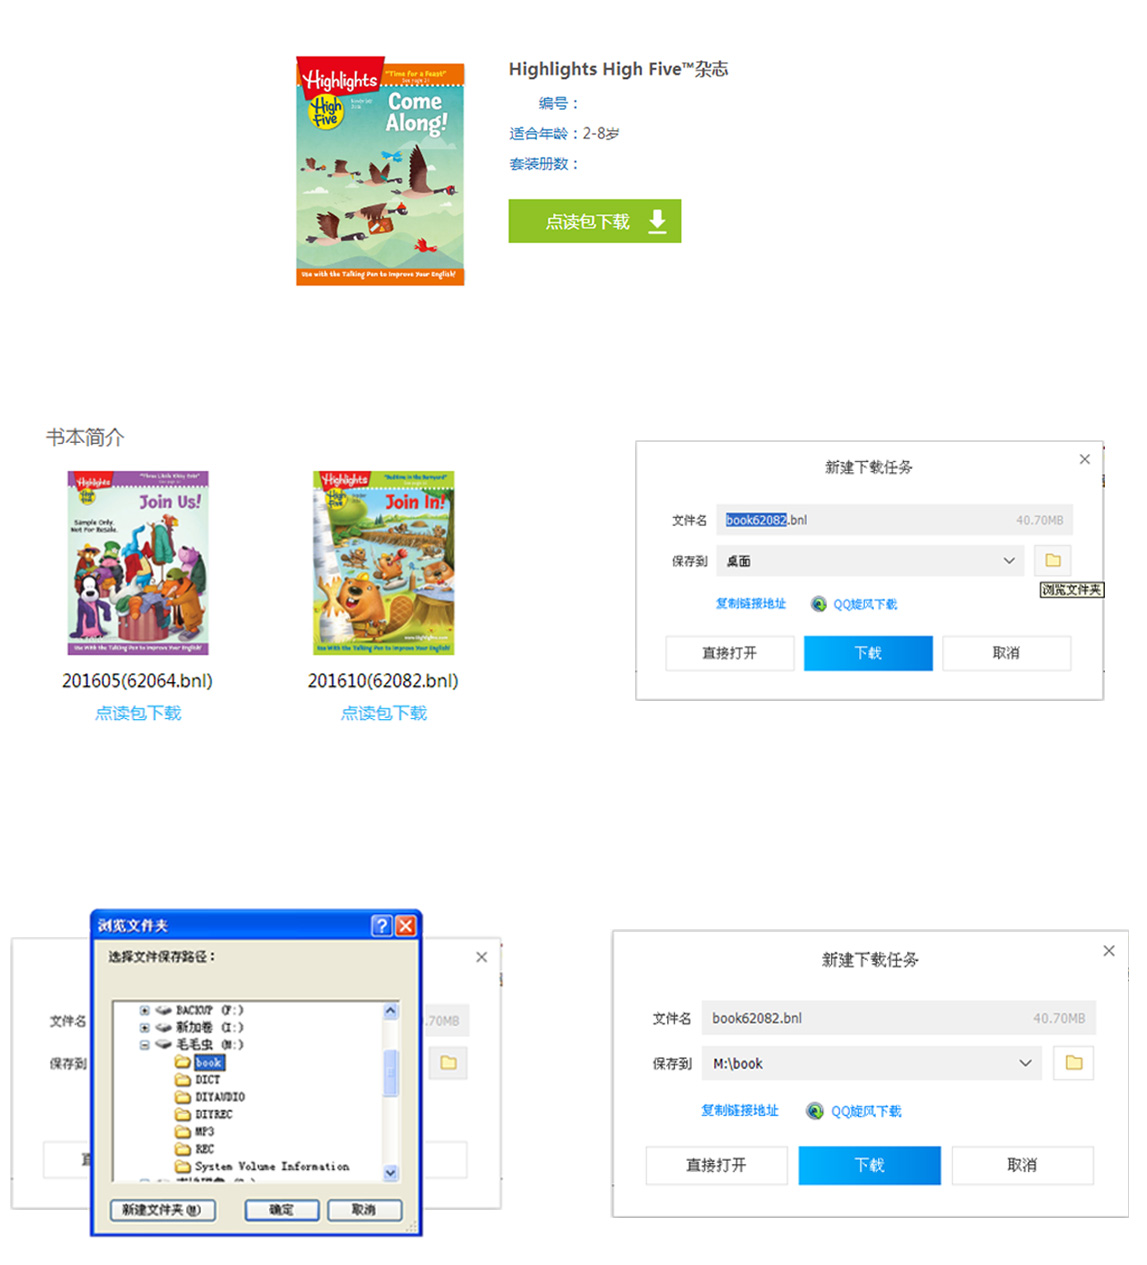 Highlights
High
Five
"Time for a Feast!"
See page 21
Come
Along!
Use with the Talking Pen to Improve Your English!
Highlights High Five™杂志
编号：
适合年龄：2-8岁
套装册数：
点读包下载
书本简介
Highlights
High
Five
Join Us!
Sample Only.
Not For Resale.
Use With the Talking Pen to Improve Your English!
201605(62064.bnl)
点读包下载
Highlights
High
Five
Join In!
www.Highlights.com
Use With the Talking Pen to Improve Your English!
201610(62082.bnl)
点读包下载
新建下载任务
文件名
book62082.bnl
40.70MB
保存到
桌面
浏览文件夹
复制链接地址
QQ旋风下载
直接打开
下载
取消
浏览文件夹
选择文件保存路径：
BACKUP (F:)
新加卷 (I:)
毛毛虫 (M:)
book
DICT
DIYAUDIO
DIYREC
MP3
REC
System Volume Information
新建文件夹(M)
确定
取消
文件名
.70MB
保存到
新建下载任务
文件名
book62082.bnl
40.70MB
保存到
M:\book
复制链接地址
QQ旋风下载
直接打开
下载
取消